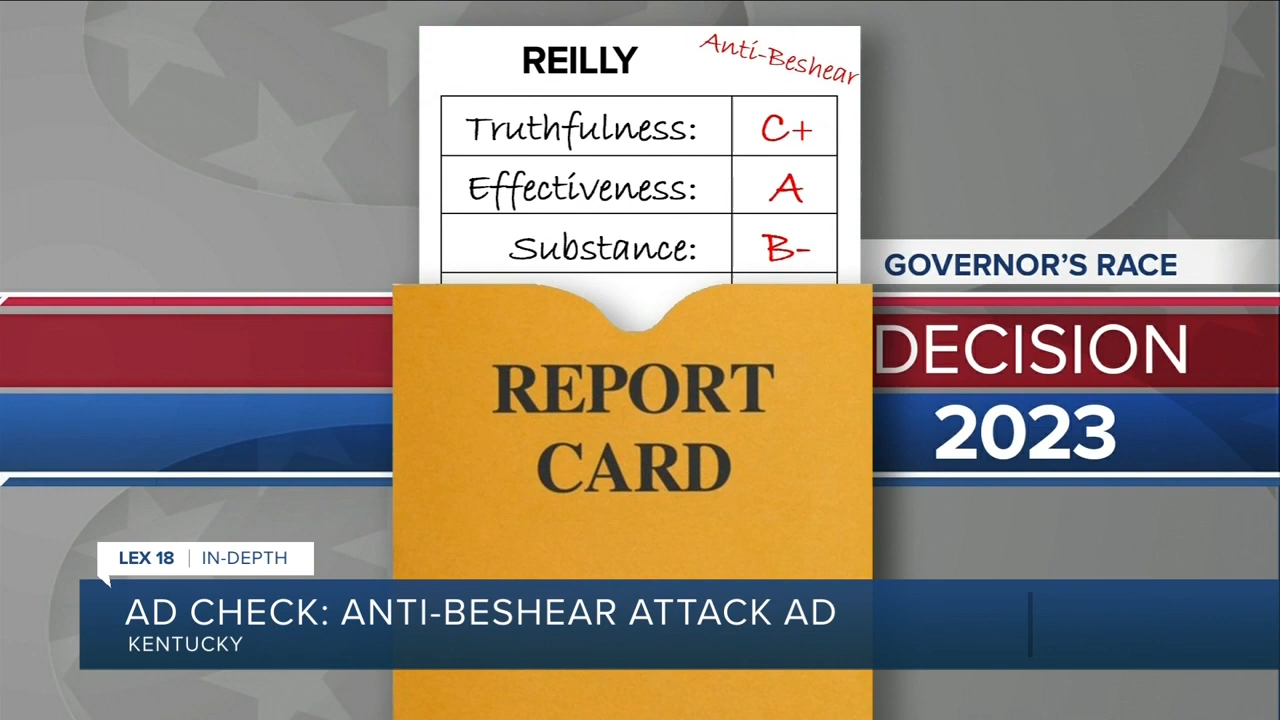 REILLY
Anti-Beshear
Truthfulness: C+
Effectiveness: A
Substance: B-
GOVERNOR'S RACE
DECISION
2023
REPORT
CARD
LEX 18 | IN-DEPTH
AD CHECK: ANTI-BESHEAR ATTACK AD
KENTUCKY